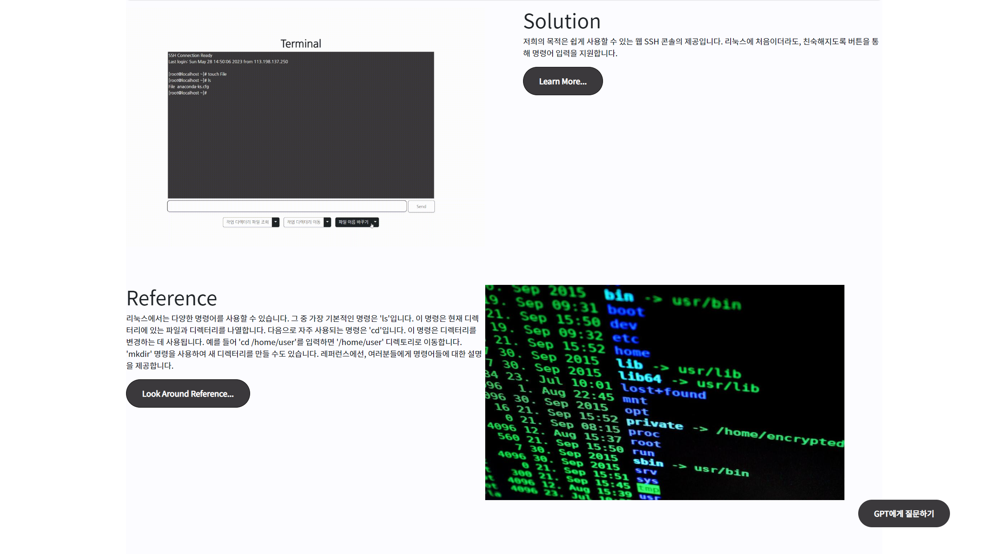 Terminal
SSH Connection Ready
Last login: Sun May 28 14:50:06 2023 from 113.198.137.250
[root@localhost ~]# touch File
[root@localhost ~]# ls
File anaconda-ks.cfg
[root@localhost ~]#
Send
작업 디렉터리 파일 조회
작업 디렉터리 이동
파일 이름 바꾸기
Solution
저희의 목적은 쉽게 사용할 수 있는 웹 SSH 콘솔의 제공입니다. 리눅스에 처음이더라도, 친숙해지도록 버튼을 통
해 명령어 입력을 지원합니다.
Learn More...
Reference
리눅스에서는 다양한 명령어를 사용할 수 있습니다. 그 중 가장 기본적인 명령은 'ls'입니다. 이 명령은 현재 디렉
터리에 있는 파일과 디렉터리를 나열합니다. 다음으로 자주 사용되는 명령은 'cd'입니다. 이 명령은 디렉터리를
변경하는 데 사용됩니다. 예를 들어 'cd /home/user'를 입력하면 '/home/user' 디렉토리로 이동합니다.
'mkdir' 명령을 사용하여 새 디렉터리를 만들 수도 있습니다. 레퍼런스에선, 여러분들에게 명령어들에 대한 설명
을 제공합니다.
Look Around Reference...
Sep 2015 bin -> usr/bin
19. Sep 09:31 boot
21. Sep 15:50 dev
19. Sep 09:32 etc
21. Sep 15:52 home
30. Sep 2015 lib -> usr/lib
7 30. Sep 2015 lib64 -> usr/lib
84 23. Jul 10:01 lost+found
96 1. Aug 22:45 mnt
096 30. Sep 2015 opt
16 21. Sep 15:52 private -> /home/encrypted
0 21. Sep 08:15 proc
4096 12. Aug 15:37 root
560 21. Sep 15:50 run
7 30. Sep 2015 sbin -> usr/bin
4096 30. Sep 2015 srv
0 21. Sep 15:51 sys
300 21. Sep 15:45 tmp
4096 12. Aug 15:39 usr
4096 23. Jul
GPT에게 질문하기